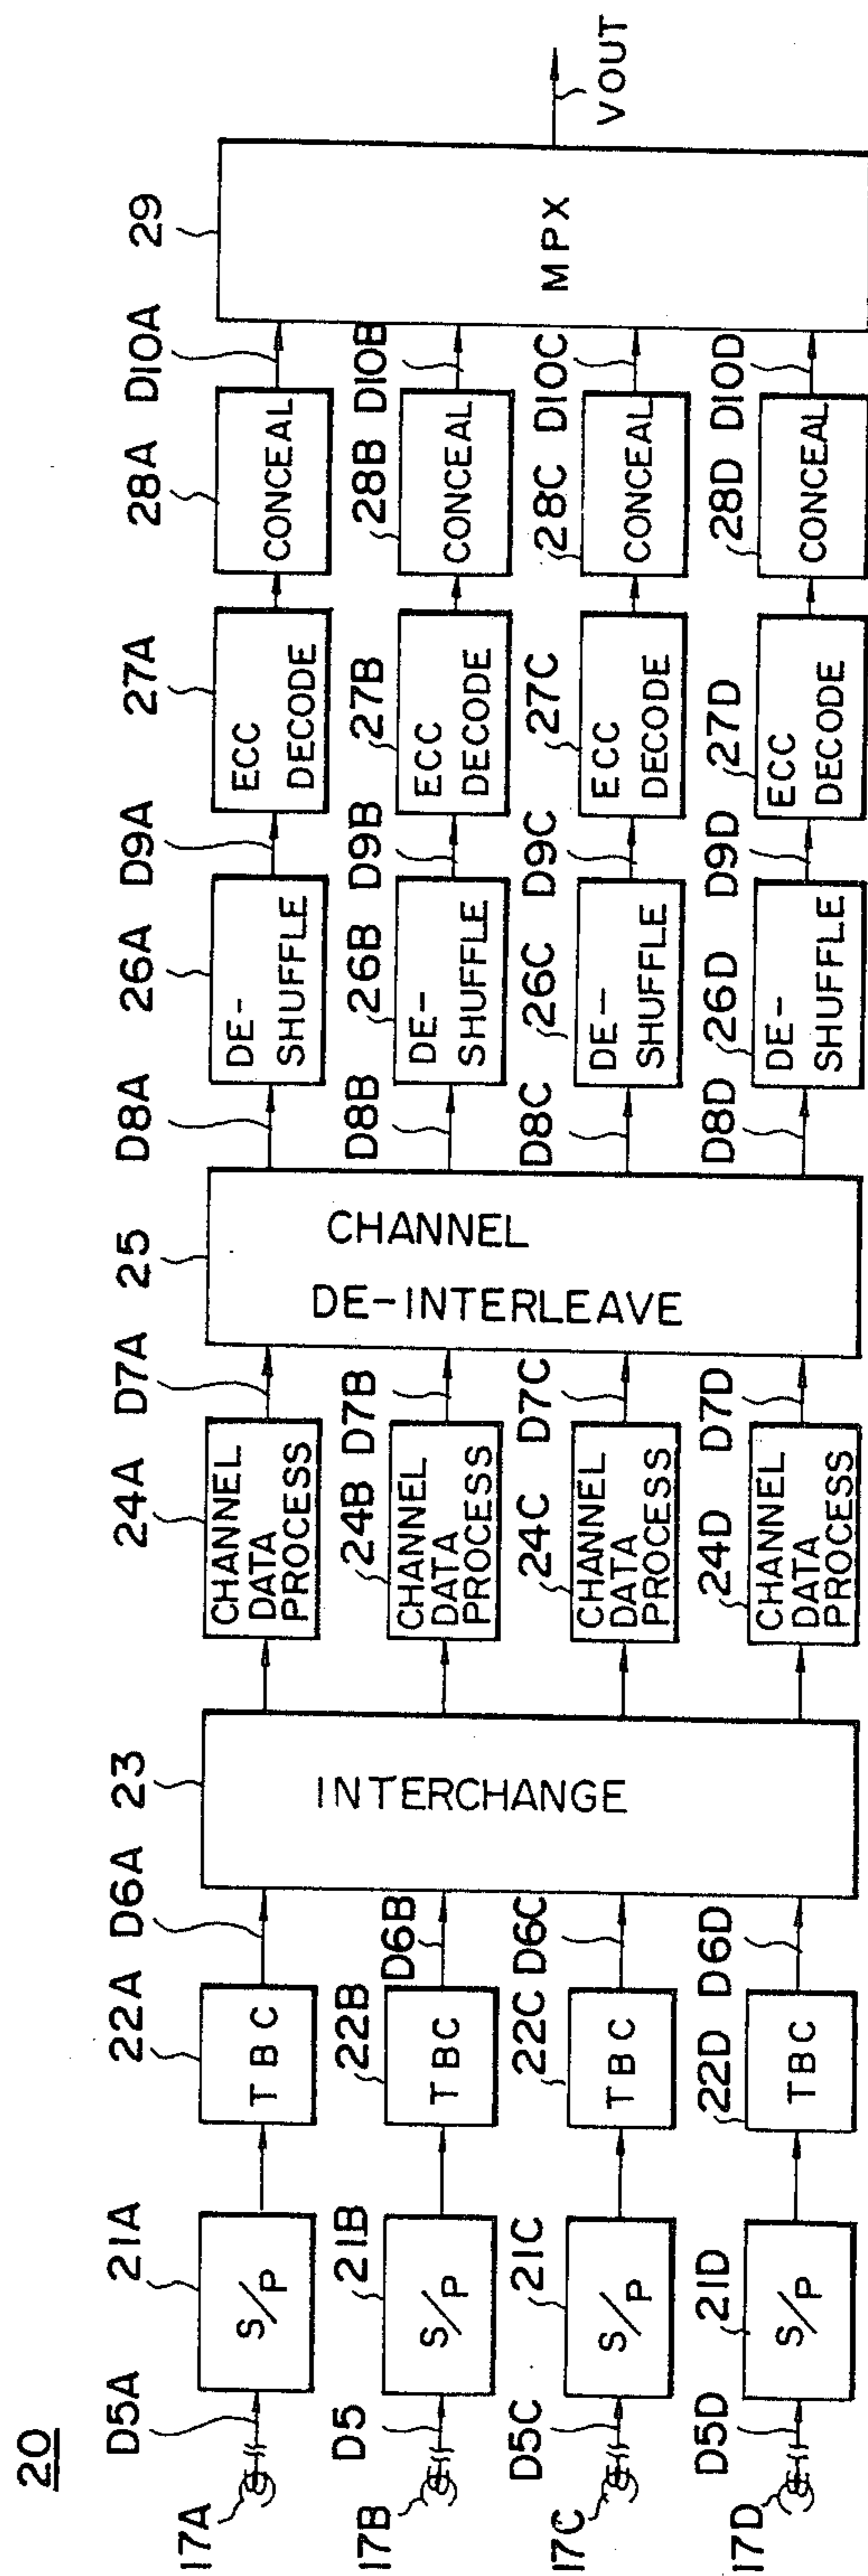 20
17A
D5A
21A
S/P
22A
TBC
D6A
23
INTERCHANGE
24A
CHANNEL
DATA
PROCESS
D7A
25
CHANNEL
DE-INTERLEAVE
D8A
26A
DE-
SHUFFLE
D9A
27A
ECC
DECODE
28A
CONCEAL
D10A
29
MPX
VOUT
17B
D5
21B
S/P
22B
TBC
D6B
24B
CHANNEL
DATA
PROCESS
D7B
D8B
26B
DE-
SHUFFLE
D9B
27B
ECC
DECODE
28B
CONCEAL
D10B
17C
D5C
21C
S/P
22C
TBC
D6C
24C
CHANNEL
DATA
PROCESS
D7C
D8C
26C
DE-
SHUFFLE
D9C
27C
ECC
DECODE
28C
CONCEAL
D10C
17D
D5D
21D
S/P
22D
TBC
D6D
24D
CHANNEL
DATA
PROCESS
D7D
D8D
26D
DE-
SHUFFLE
D9D
27D
ECC
DECODE
28D
CONCEAL
D10D